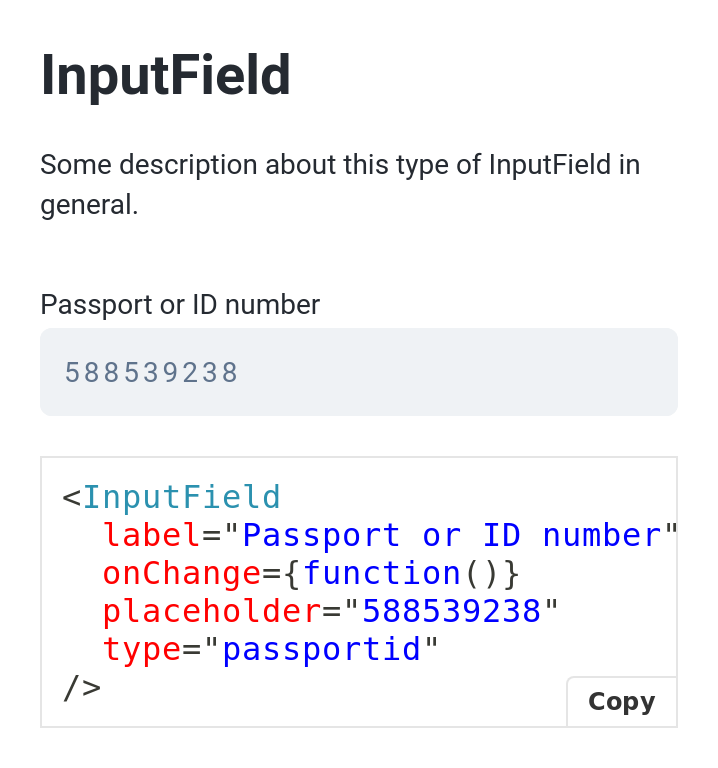 InputField
Some description about this type of InputField in
general.
Passport or ID number
588539238
<InputField
  label="Passport or ID number"
  onChange={function()}
  placeholder="588539238"
  type="passportid"
/>
Copy